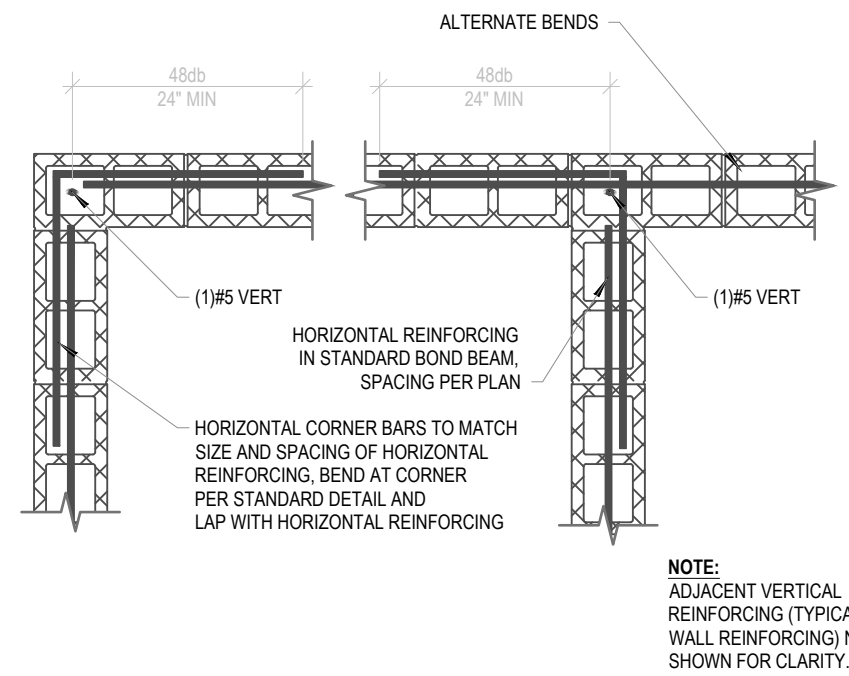 ALTERNATE BENDS
48db
24" MIN
48db
24" MIN
(1)#5 VERT
(1)#5 VERT
HORIZONTAL REINFORCING
IN STANDARD BOND BEAM,
SPACING PER PLAN
HORIZONTAL CORNER BARS TO MATCH
SIZE AND SPACING OF HORIZONTAL
REINFORCING, BEND AT CORNER
PER STANDARD DETAIL AND
LAP WITH HORIZONTAL REINFORCING
NOTE:
ADJACENT VERTICAL
REINFORCING
WALL REINFORCING)
SHOWN FOR CLARITY.